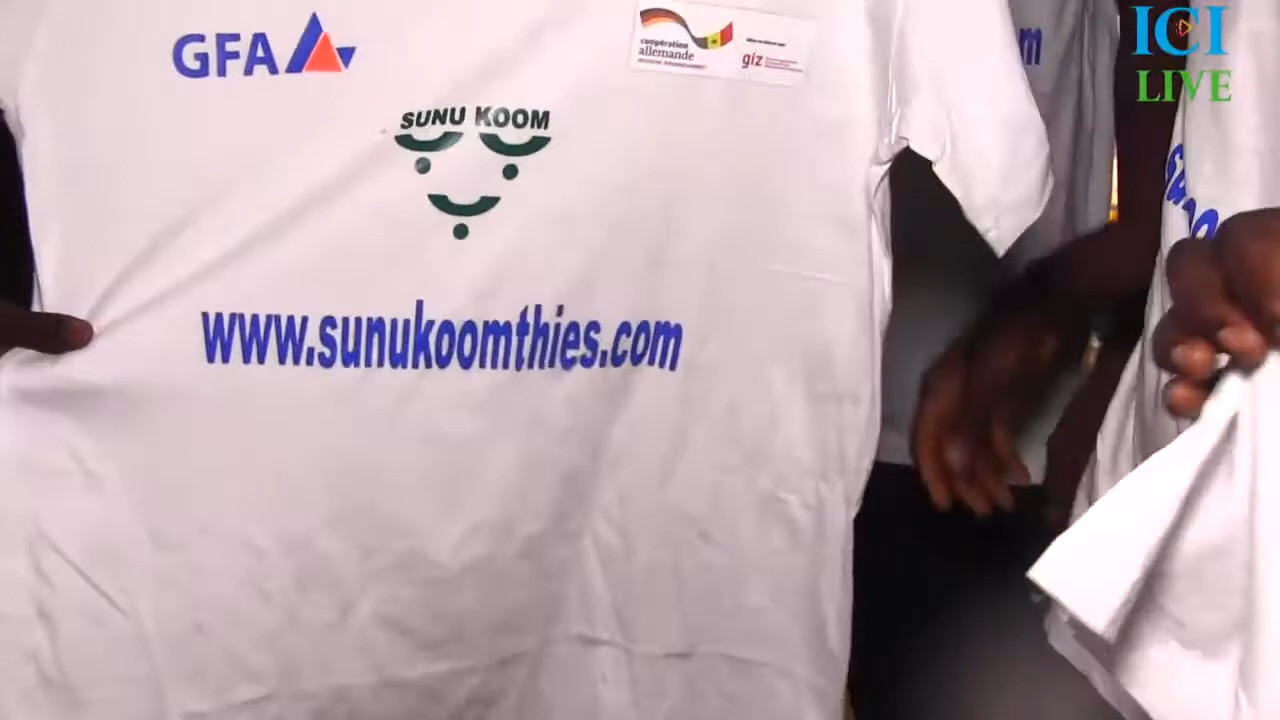 GFA
coopération
allemande
giz
m
ICI
LIVE
SUNU KOOM
www.sunukoomthies.com